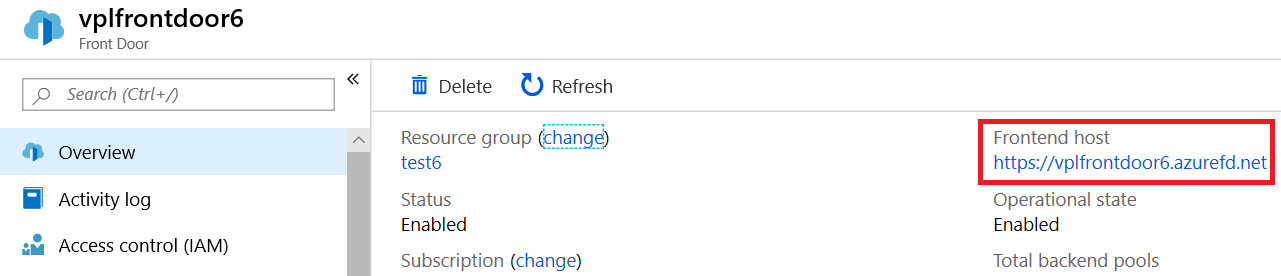 vplfrontdoor6
Front Door
Search (Ctrl+/)
«
Overview
Activity log
Access control (IAM)
Delete Refresh
Resource group (change)
test6
Status
Enabled
Subscription (change)
Frontend host
https://vplfrontdoor6.azurefd.net
Operational state
Enabled
Total backend pools